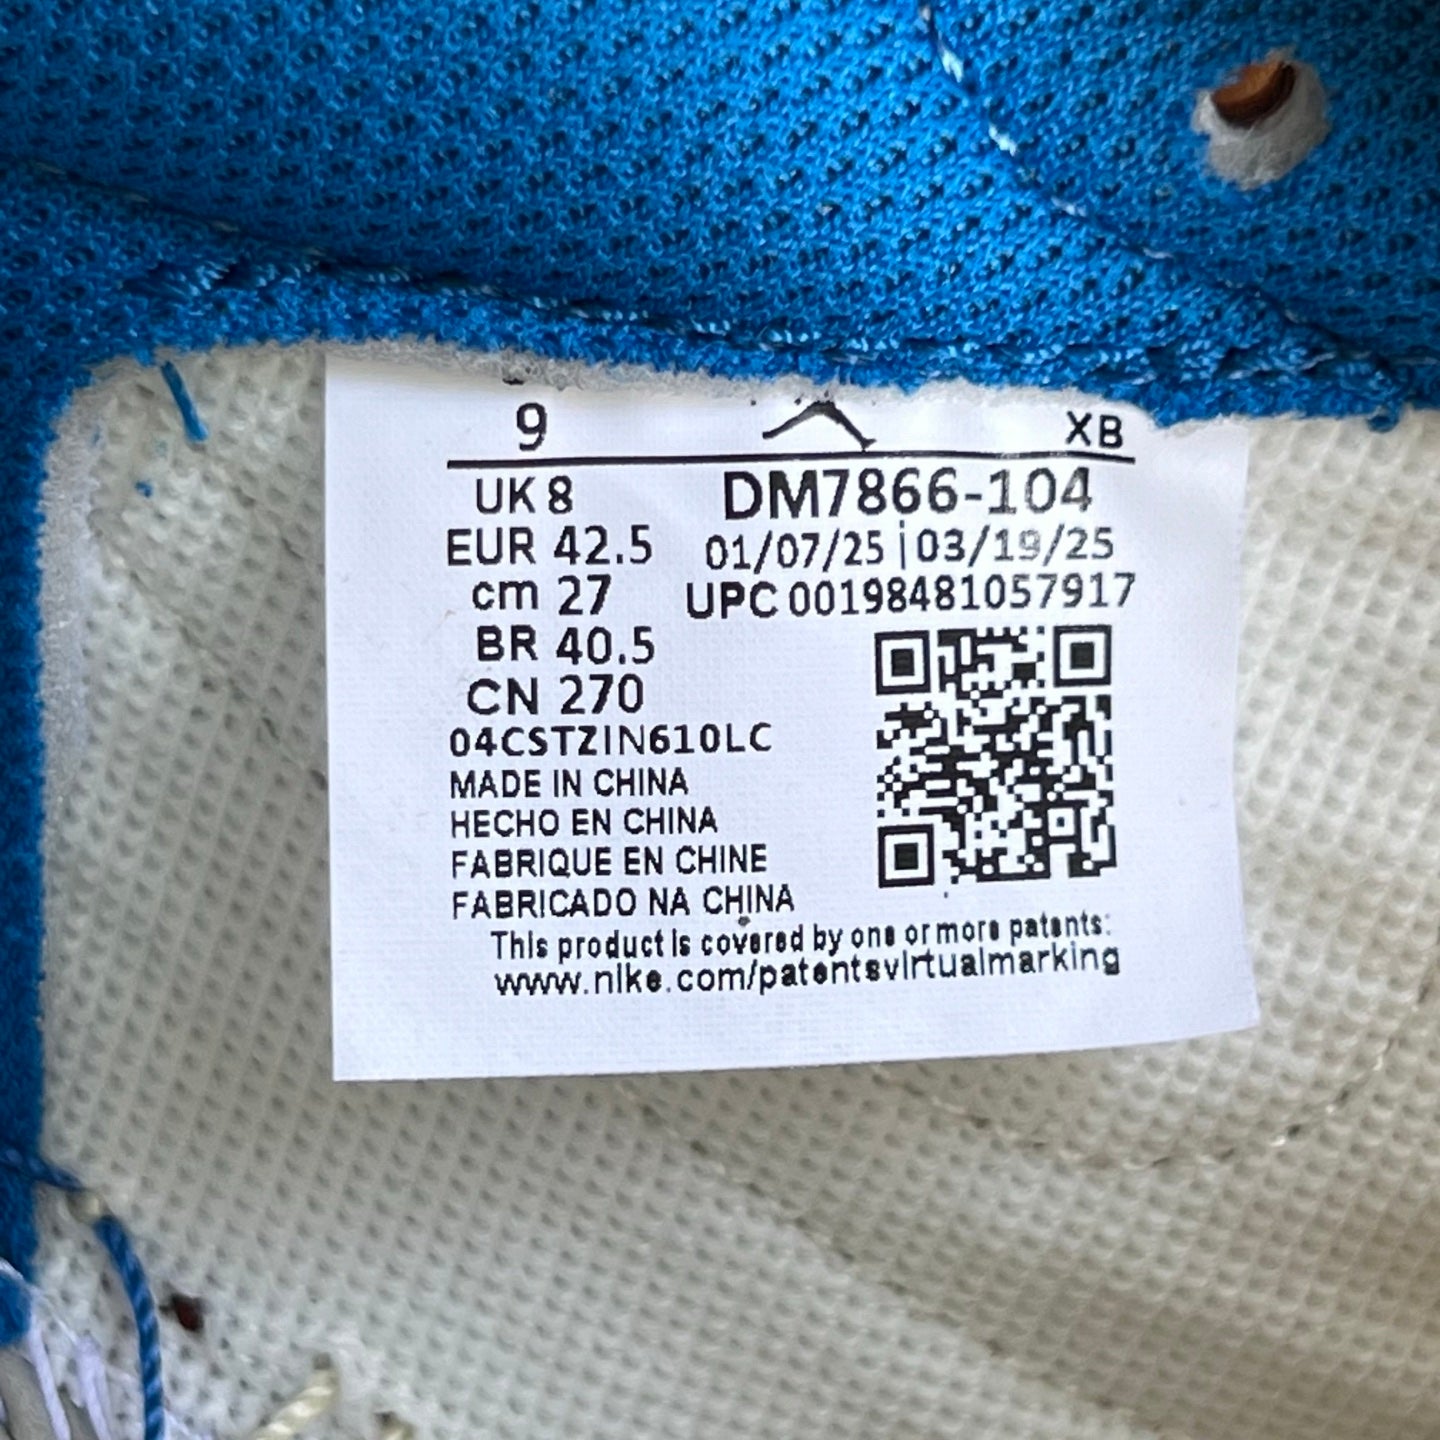 9 XB
UK 8 DM7866-104
EUR 42.5 01/07/25 | 03/19/25
cm 27 UPC 00198481057917
BR 40.5
CN 270
04CSTZIN610LC
MADE IN CHINA
HECHO EN CHINA
FABRIQUE EN CHINE
FABRICADO NA CHINA
This product is covered by one or more patents:
www.nike.com/patentsvirtualmarking